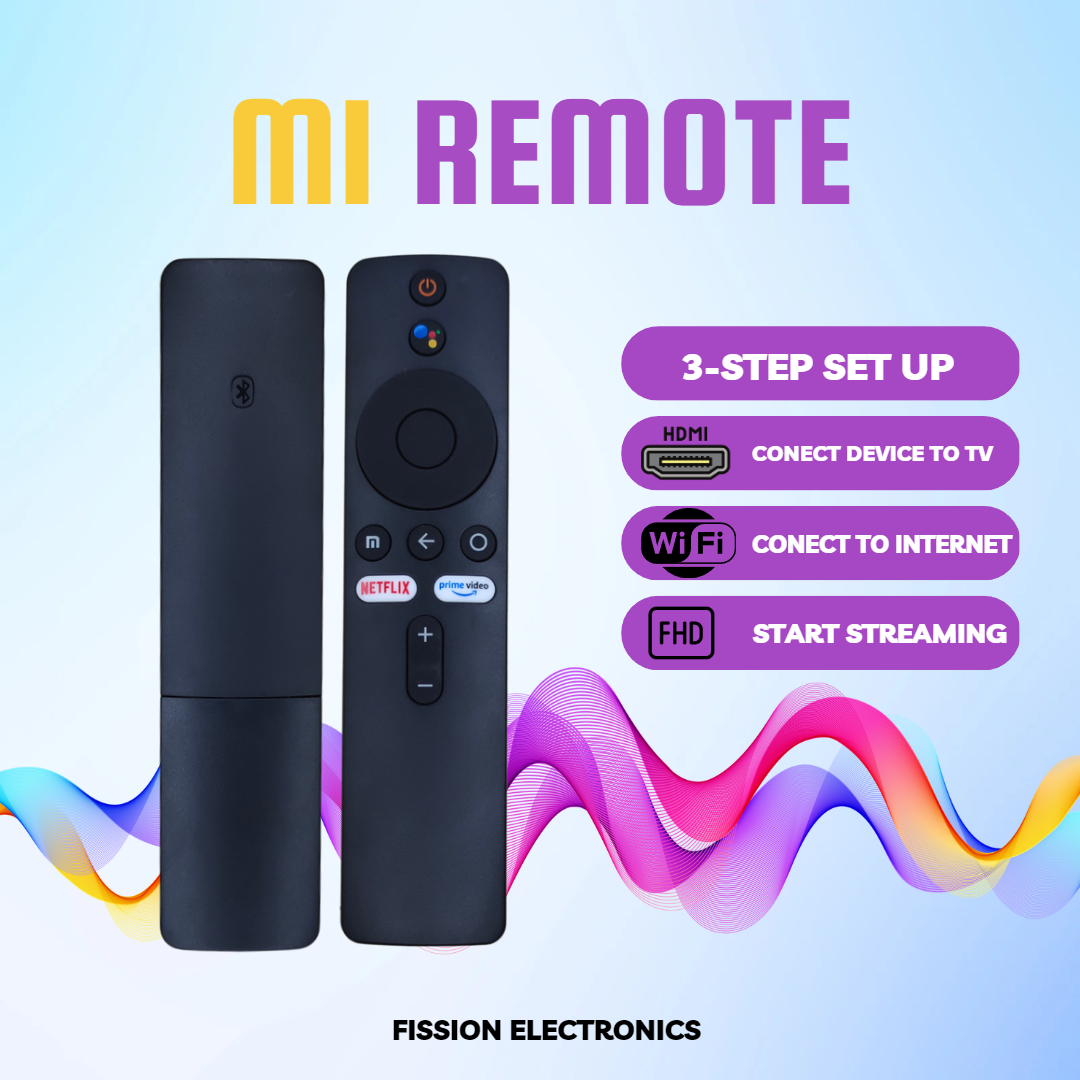 MI REMOTE
3-STEP SET UP
HDMI
CONECT DEVICE TO TV
WiFi
CONECT TO INTERNET
FHD
START STREAMING
NETFLIX
prime video
+
−
FISSION ELECTRONICS